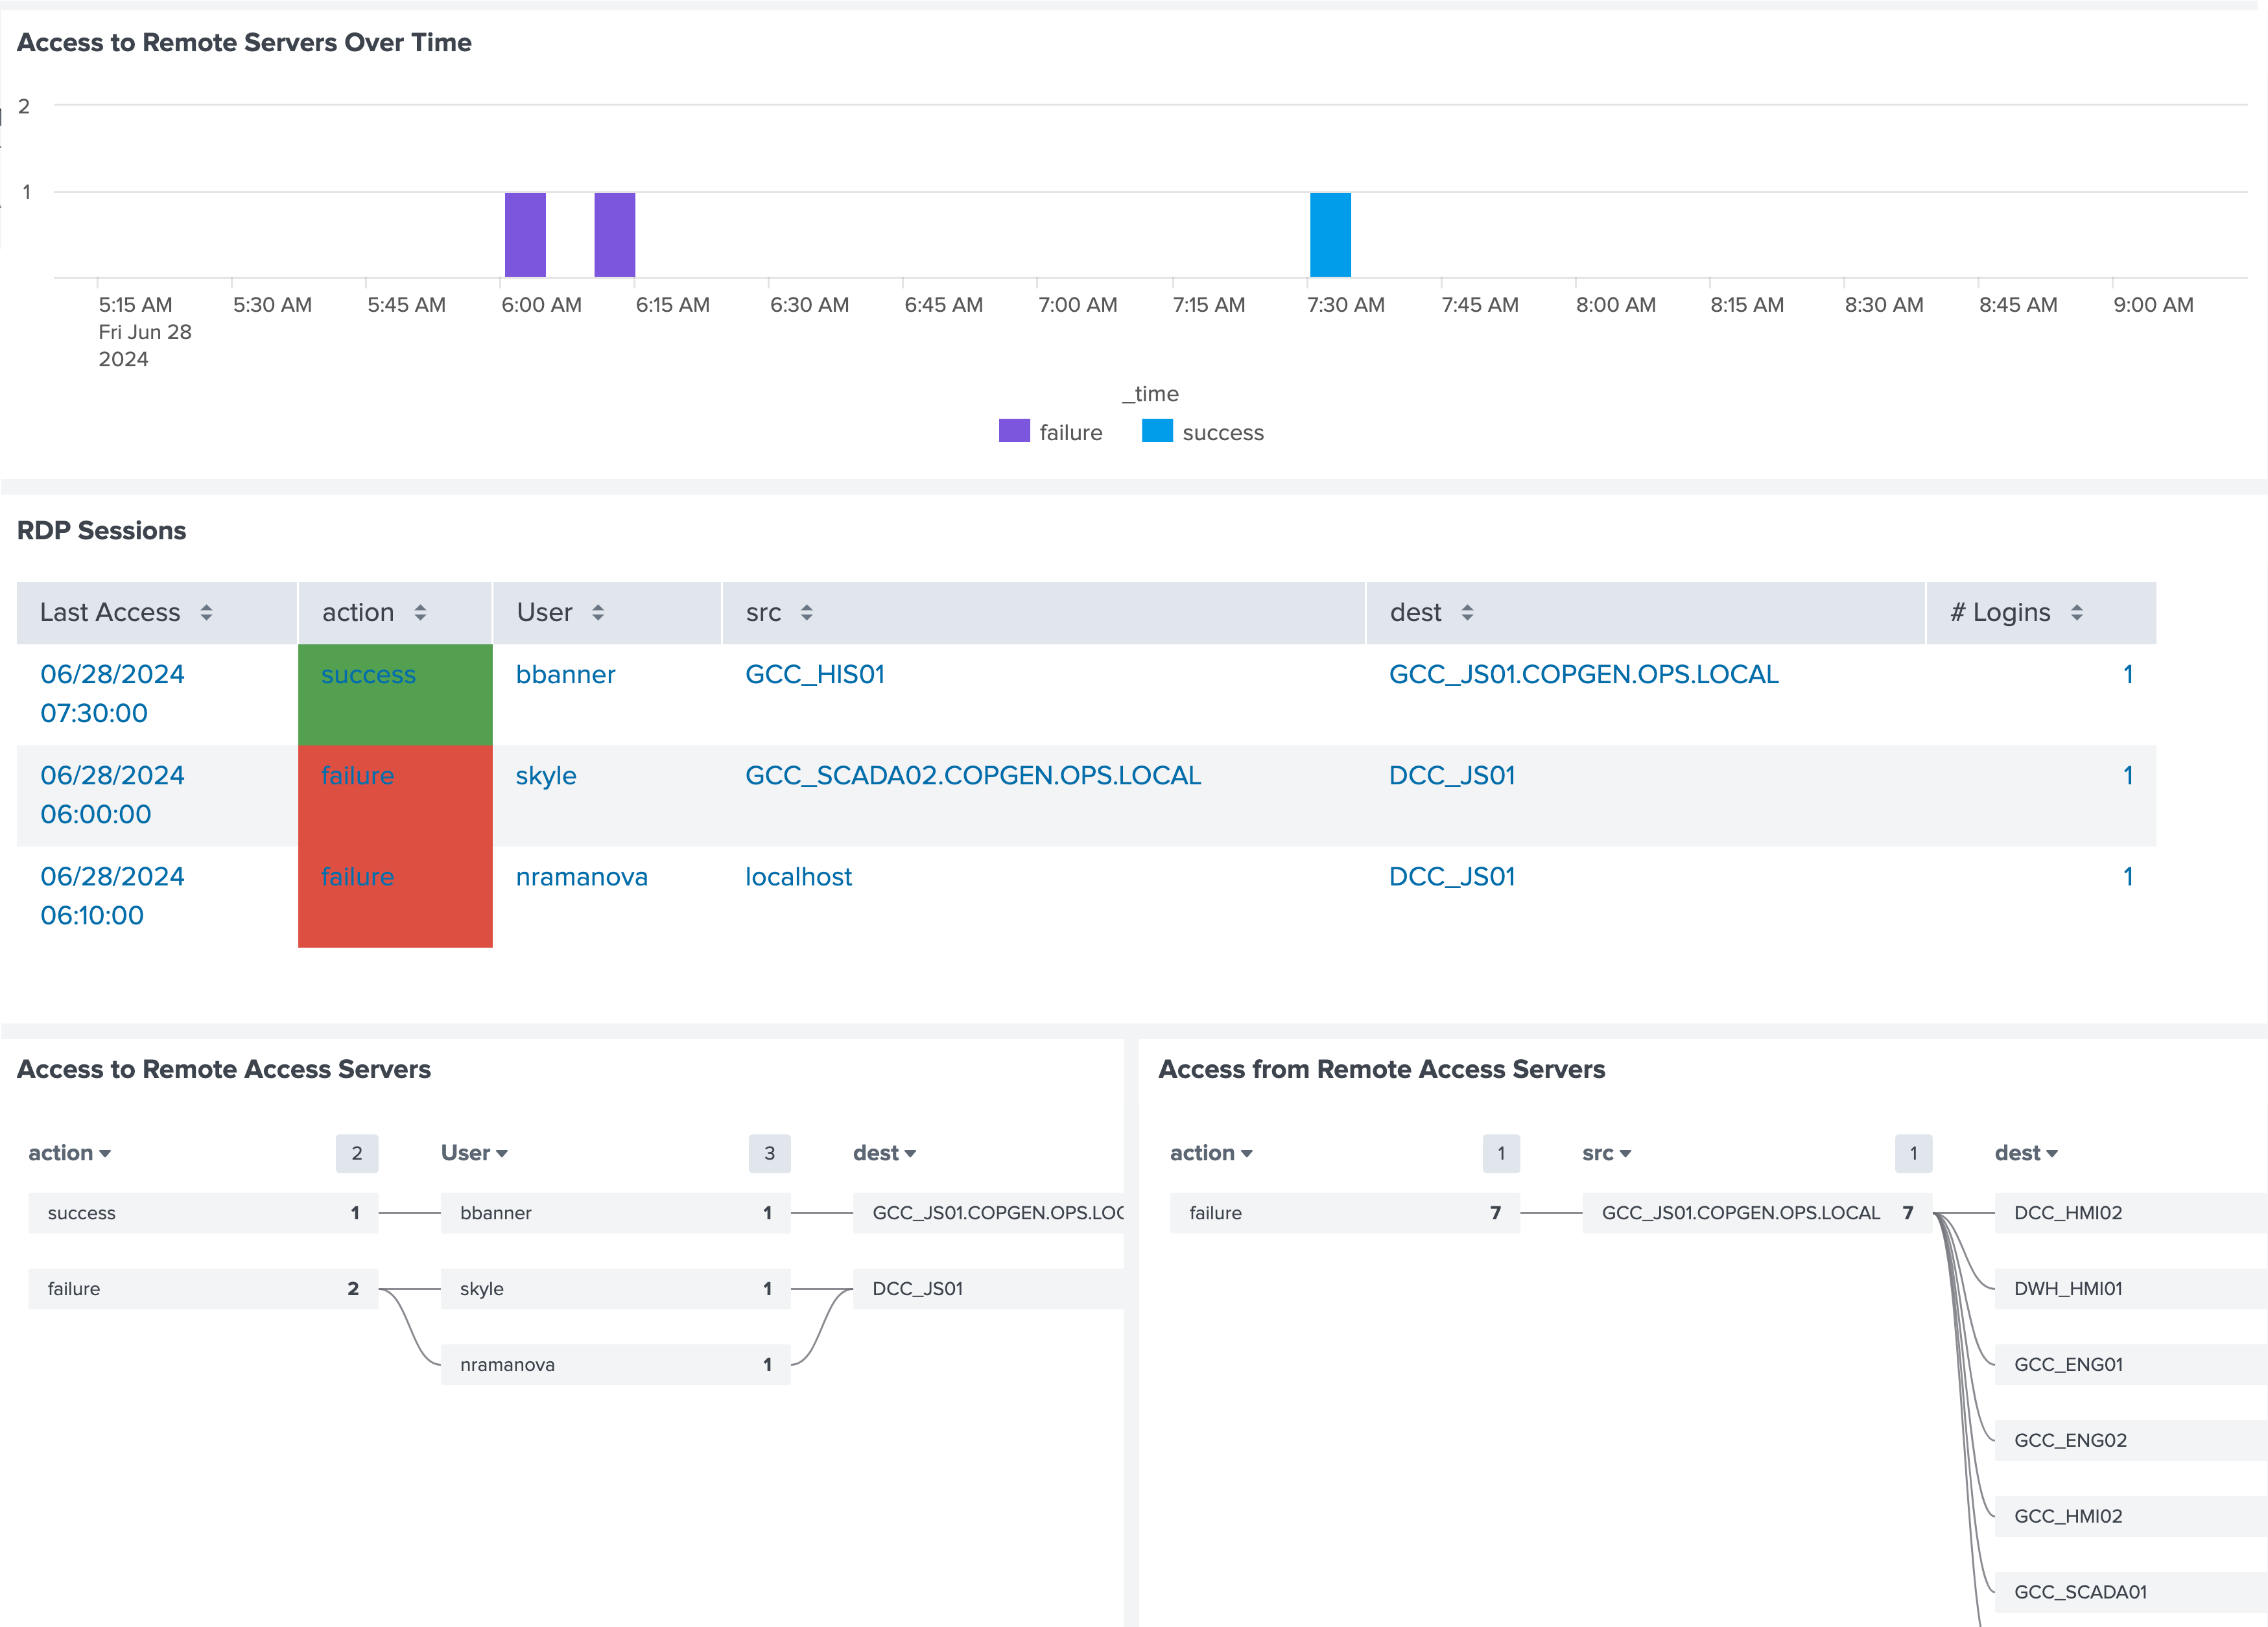 Access to Remote Servers Over Time
2
1
5:15 AM 5:30 AM 5:45 AM 6:00 AM 6:15 AM 6:30 AM 6:45 AM 7:00 AM 7:15 AM 7:30 AM 7:45 AM 8:00 AM 8:15 AM 8:30 AM 8:45 AM 9:00 AM
Fri Jun 28
2024
_time
failure success
RDP Sessions
Last Access action User src dest # Logins
06/28/2024 success bbanner GCC_HIS01 GCC_JS01.COPGEN.OPS.LOCAL 1
07:30:00
06/28/2024 failure skyle GCC_SCADA02.COPGEN.OPS.LOCAL DCC_JS01 1
06:00:00
06/28/2024 failure nramanova localhost DCC_JS01 1
06:10:00
Access to Remote Access Servers
action 2 User 3 dest
success 1 bbanner 1 GCC_JS01.COPGEN.OPS.LOC
failure 2 skyle 1 DCC_JS01
nramanova 1
Access from Remote Access Servers
action 1 src 1 dest
failure 7 GCC_JS01.COPGEN.OPS.LOCAL 7 DCC_HMI02
DWH_HMI01
GCC_ENG01
GCC_ENG02
GCC_HMI02
GCC_SCADA01